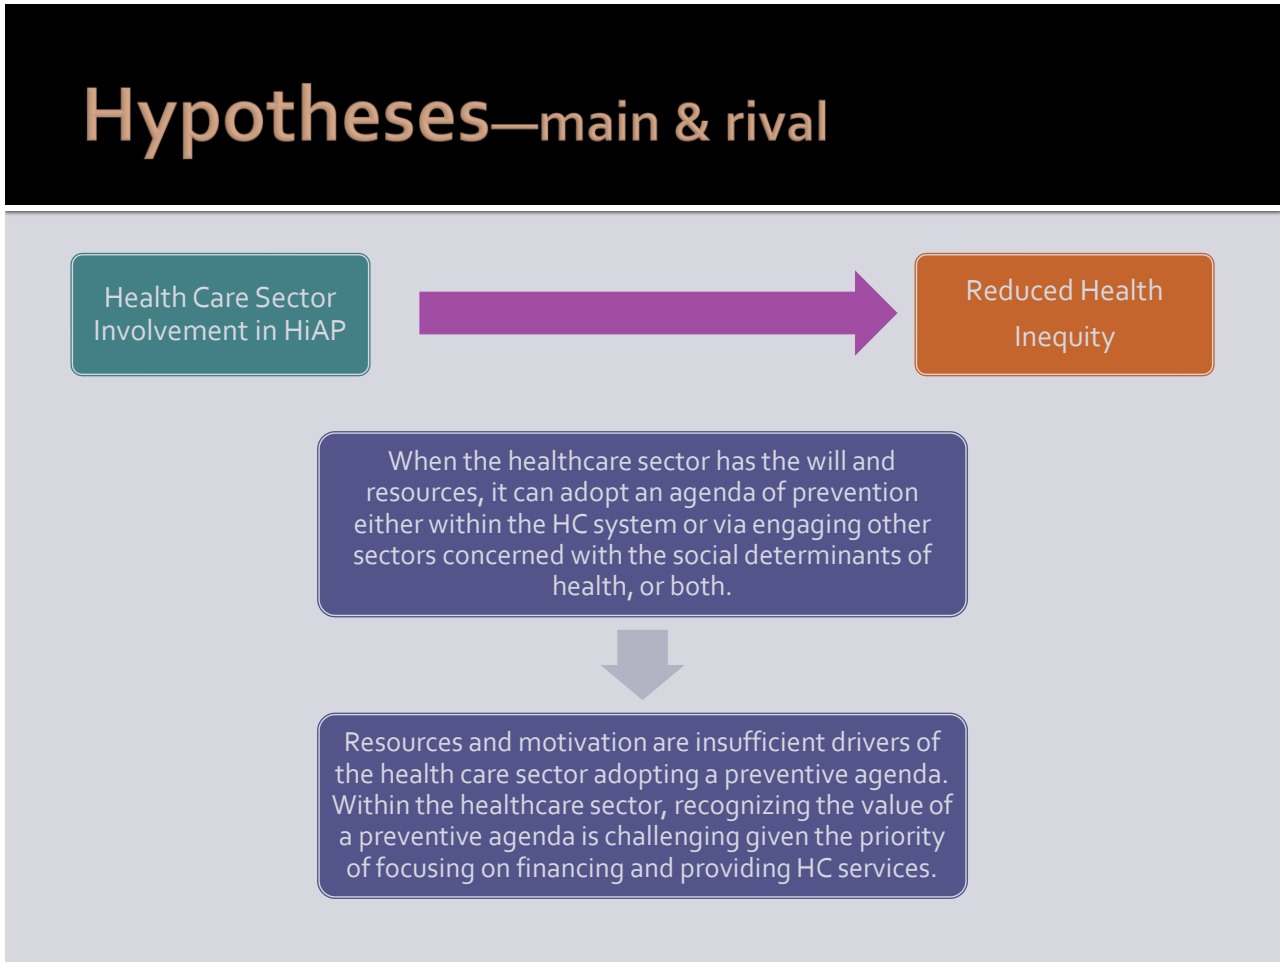 Hypotheses—main & rival
Health Care Sector
Involvement in HiAP
Reduced Health
Inequity
When the healthcare sector has the will and
resources, it can adopt an agenda of prevention
either within the HC system or via engaging other
sectors concerned with the social determinants of
health, or both.
Resources and motivation are insufficient drivers of
the health care sector adopting a preventive agenda.
Within the healthcare sector, recognizing the value of
a preventive agenda is challenging given the priority
of focusing on financing and providing HC services.